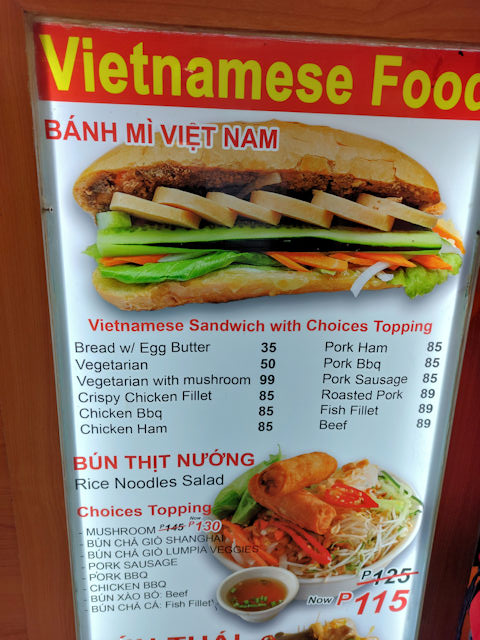 Vietnamese Food
BÁNH MÌ VIỆT NAM
Vietnamese Sandwich with Choices Topping
Bread w/ Egg Butter 35
Vegetarian 50
Vegetarian with mushroom 99
Crispy Chicken Fillet 85
Chicken Bbq 85
Chicken Ham 85
Pork Ham 85
Pork Bbq 85
Pork Sausage 85
Roasted Pork 89
Fish Fillet 89
Beef 89
BÚN THỊT NƯỚNG
Rice Noodles Salad
Choices Topping
- MUSHROOM P145 Now P130
- BÚN CHẢ GIÒ SHANGHAI
- BÚN CHẢ GIÒ LUMPIA VEGGIES
- PORK SAUSAGE
- PORK BBQ
- CHICKEN BBQ
- BÚN XÀO BÒ: Beef
- BÚN CHẢ CÁ: Fish Fillet
P125
Now P115